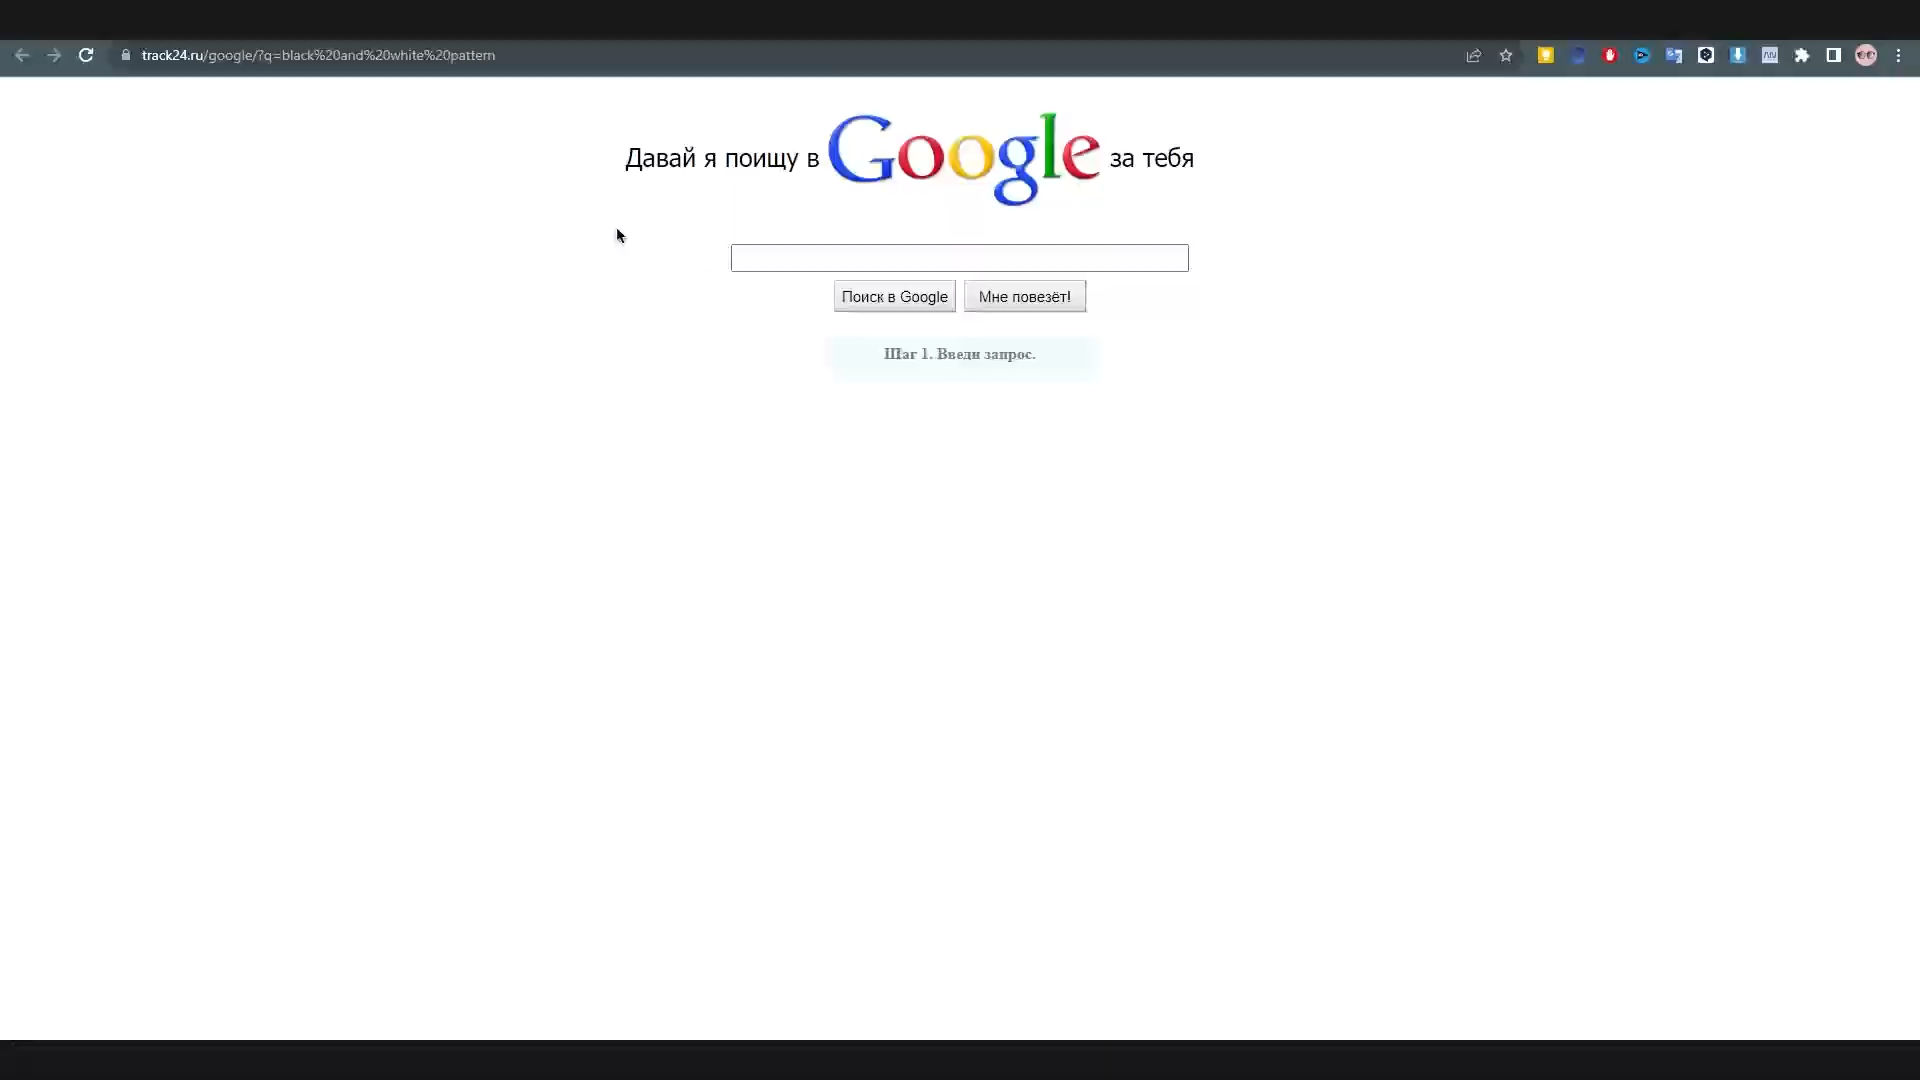 track24.ru/google/?q=black%20and%20white%20pattern
Давай я поищу в Google за тебя
Поиск в Google Мне повезёт!
Шаг 1. Введи запрос.